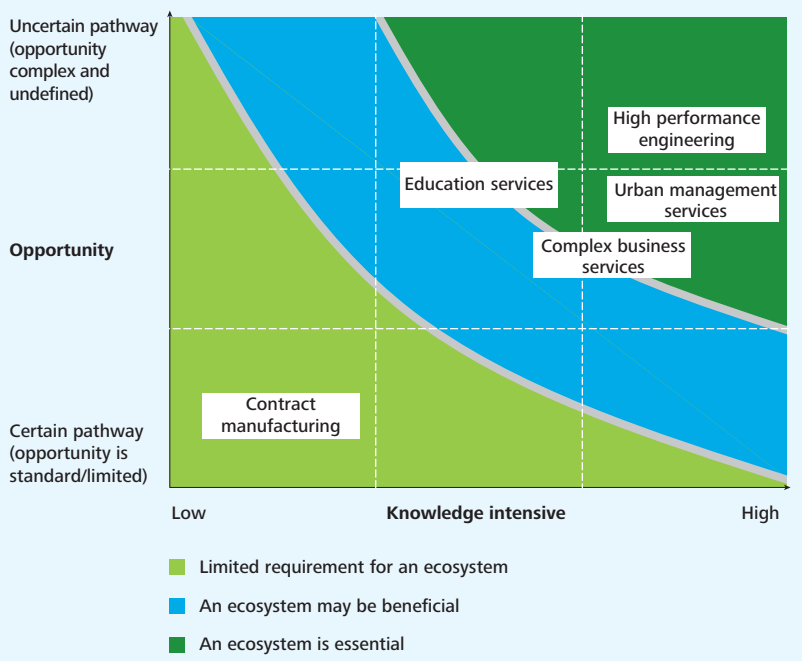 Uncertain pathway
(opportunity
complex and
undefined)
High performance
engineering
Education services
Urban management
services
Opportunity
Complex business
services
Contract
manufacturing
Certain pathway
(opportunity is
standard/limited)
Low
Knowledge intensive
High
Limited requirement for an ecosystem
An ecosystem may be beneficial
An ecosystem is essential